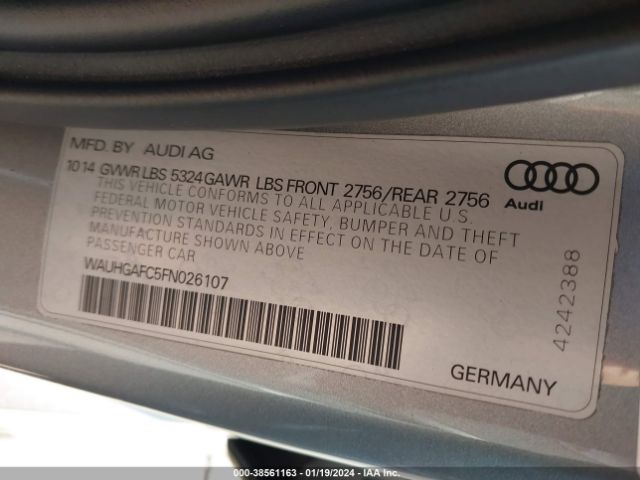 MFD. BY AUDI AG
10 14 GVWR LBS 5324 GAWR LBS FRONT 2756/REAR 2756
THIS VEHICLE CONFORMS TO ALL APPLICABLE U.S.
FEDERAL MOTOR VEHICLE SAFETY, BUMPER AND THEFT
PREVENTION STANDARDS IN EFFECT ON THE DATE OF
MANUFACTURE SHOWN ABOVE
PASSENGER CAR
WAUHGAFC5FN026107
Audi
4242388
GERMANY
000-38561163 - 01/19/2024 - IAA Inc.